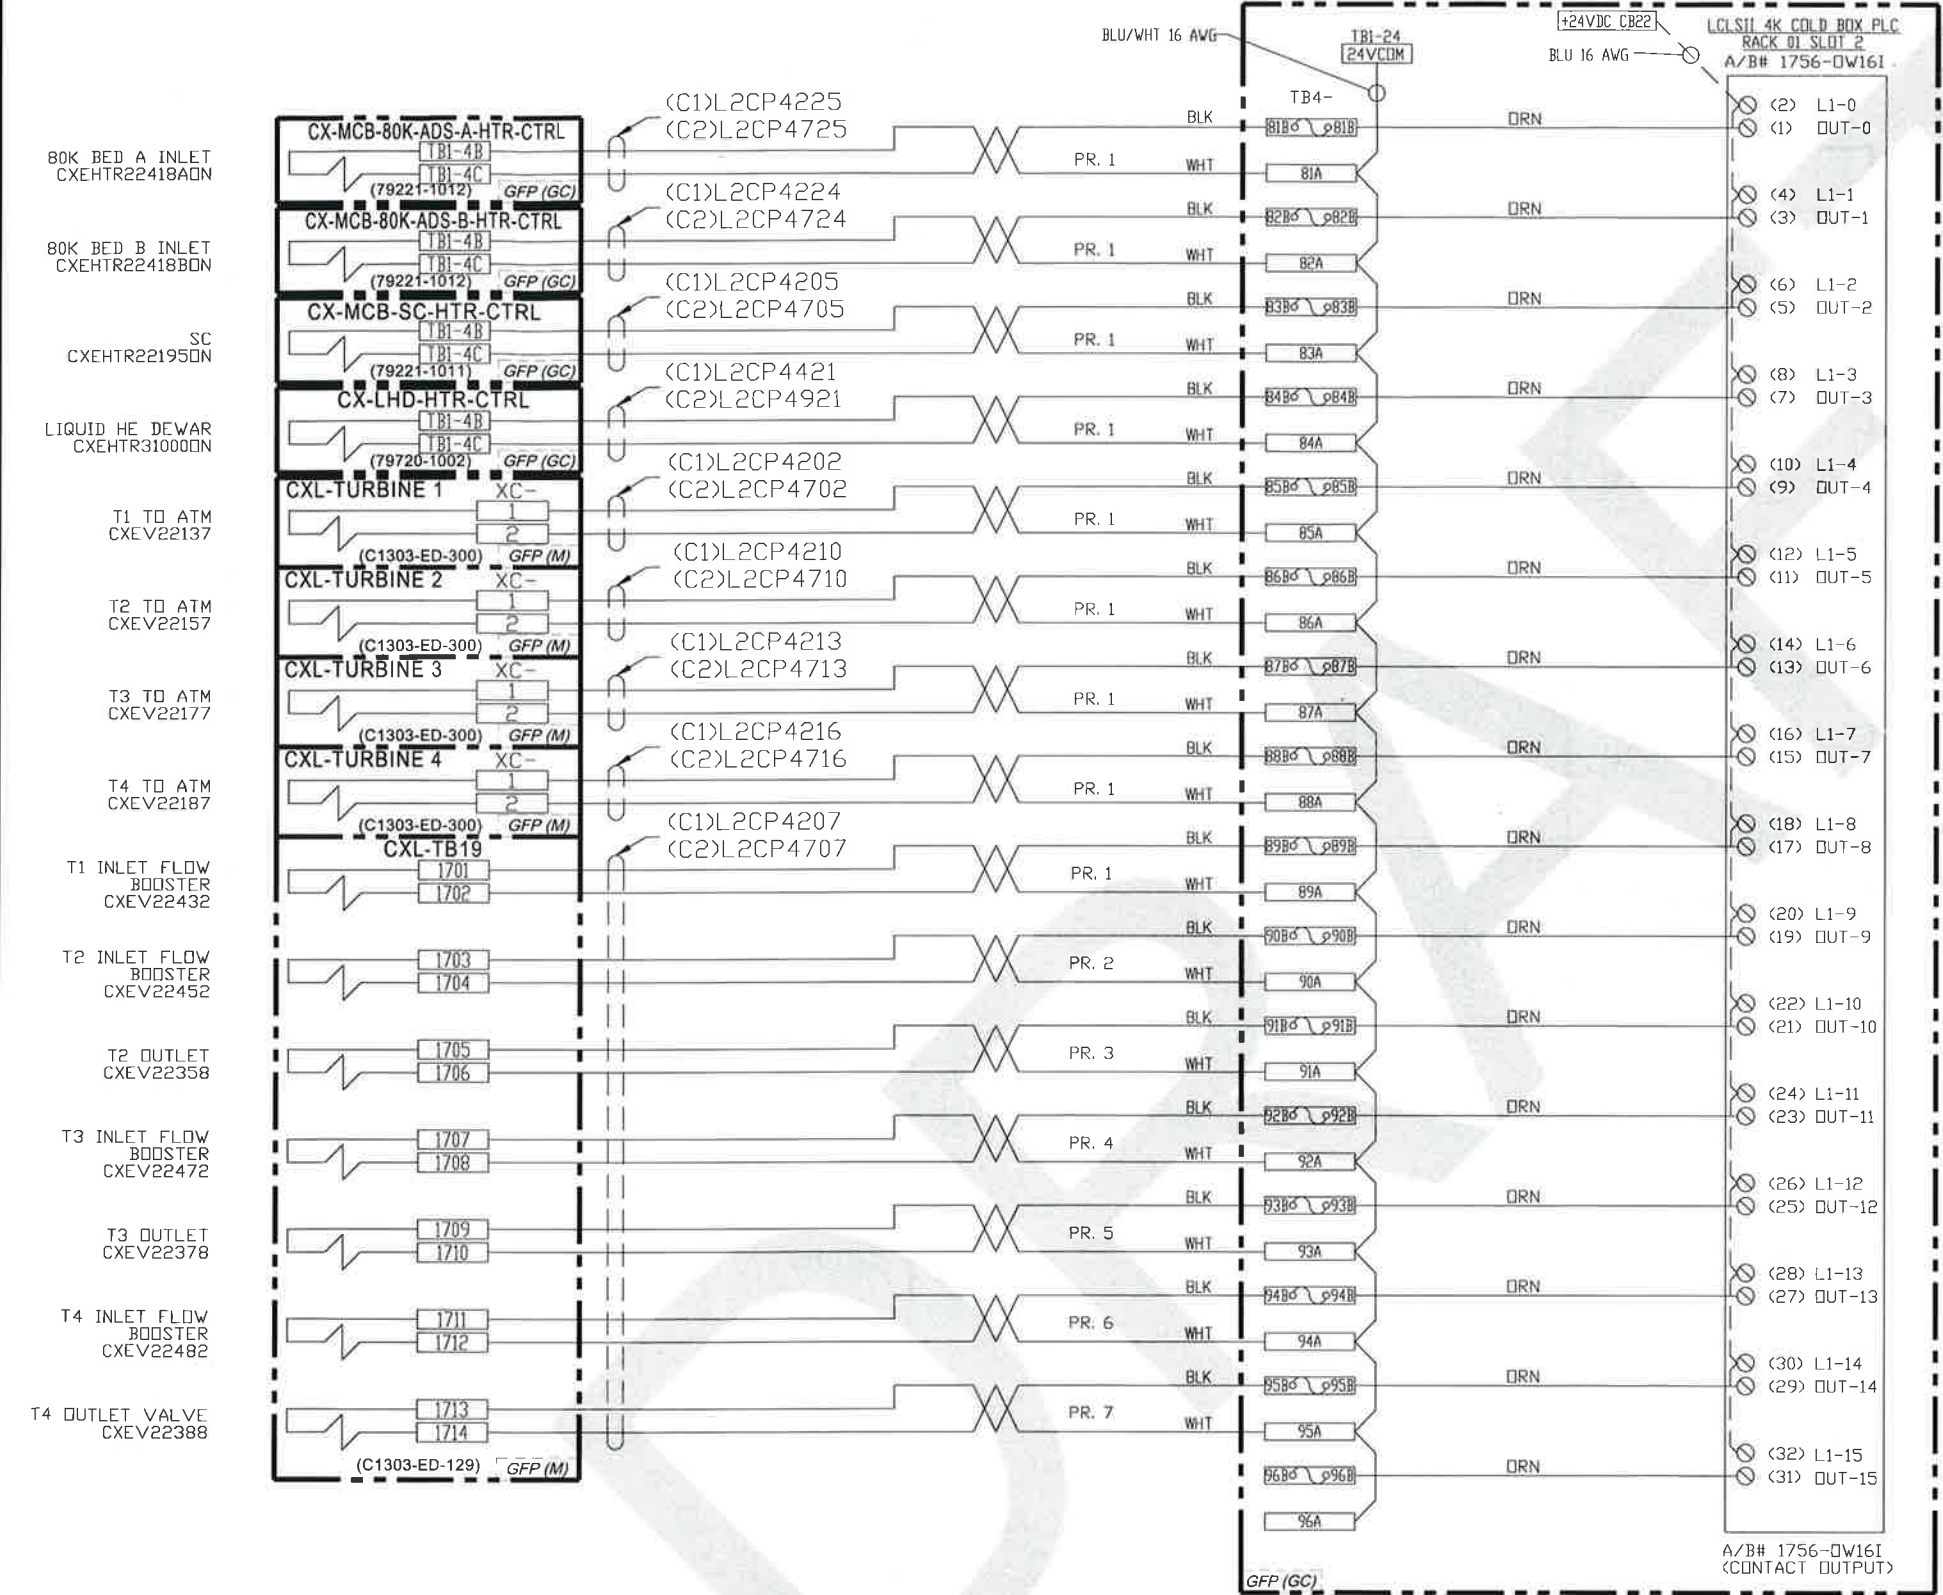 BLU/WHT 16 AWG
TB1-24
24VCOM
+24VDC CB22
BLU 16 AWG
LCLSII 4K COLD BOX PLC
RACK 01 SLOT 2
A/B# 1756-OW16I
TB4-
80K BED A INLET
CXEHTR22418AON
CX-MCB-80K-ADS-A-HTR-CTRL
TB1-4B
TB1-4C
(79221-1012) GFP (GC)
(C1)L2CP4225
(C2)L2CP4725
PR. 1
BLK
WHT
81B 81B
81A
ORN
(2) L1-0
(1) OUT-0
80K BED B INLET
CXEHTR22418BON
CX-MCB-80K-ADS-B-HTR-CTRL
TB1-4B
TB1-4C
(79221-1012) GFP (GC)
(C1)L2CP4224
(C2)L2CP4724
PR. 1
BLK
WHT
82B 82B
82A
ORN
(4) L1-1
(3) OUT-1
SC
CXEHTR22195ON
CX-MCB-SC-HTR-CTRL
TB1-4B
TB1-4C
(79221-1011) GFP (GC)
(C1)L2CP4205
(C2)L2CP4705
PR. 1
BLK
WHT
83B 83B
83A
ORN
(6) L1-2
(5) OUT-2
LIQUID HE DEWAR
CXEHTR31000ON
CX-LHD-HTR-CTRL
TB1-4B
TB1-4C
(79720-1002) GFP (GC)
(C1)L2CP4421
(C2)L2CP4921
PR. 1
BLK
WHT
84B 84B
84A
ORN
(8) L1-3
(7) OUT-3
T1 TO ATM
CXEV22137
CXL-TURBINE 1 XC-
1
2
(C1303-ED-300) GFP (M)
(C1)L2CP4202
(C2)L2CP4702
PR. 1
BLK
WHT
85B 85B
85A
ORN
(10) L1-4
(9) OUT-4
T2 TO ATM
CXEV22157
CXL-TURBINE 2 XC-
1
2
(C1303-ED-300) GFP (M)
(C1)L2CP4210
(C2)L2CP4710
PR. 1
BLK
WHT
86B 86B
86A
ORN
(12) L1-5
(11) OUT-5
T3 TO ATM
CXEV22177
CXL-TURBINE 3 XC-
1
2
(C1303-ED-300) GFP (M)
(C1)L2CP4213
(C2)L2CP4713
PR. 1
BLK
WHT
87B 87B
87A
ORN
(14) L1-6
(13) OUT-6
T4 TO ATM
CXEV22187
CXL-TURBINE 4 XC-
1
2
(C1303-ED-300) GFP (M)
(C1)L2CP4216
(C2)L2CP4716
PR. 1
BLK
WHT
88B 88B
88A
ORN
(16) L1-7
(15) OUT-7
T1 INLET FLOW
BOOSTER
CXEV22432
CXL-TB19
1701
1702
(C1)L2CP4207
(C2)L2CP4707
PR. 1
BLK
WHT
89B 89B
89A
ORN
(18) L1-8
(17) OUT-8
T2 INLET FLOW
BOOSTER
CXEV22452
1703
1704
PR. 2
BLK
WHT
90B 90B
90A
ORN
(20) L1-9
(19) OUT-9
T2 OUTLET
CXEV22358
1705
1706
PR. 3
BLK
WHT
91B 91B
91A
ORN
(22) L1-10
(21) OUT-10
T3 INLET FLOW
BOOSTER
CXEV22472
1707
1708
PR. 4
BLK
WHT
92B 92B
92A
ORN
(24) L1-11
(23) OUT-11
T3 OUTLET
CXEV22378
1709
1710
PR. 5
BLK
WHT
93B 93B
93A
ORN
(26) L1-12
(25) OUT-12
T4 INLET FLOW
BOOSTER
CXEV22482
1711
1712
PR. 6
BLK
WHT
94B 94B
94A
ORN
(28) L1-13
(27) OUT-13
T4 OUTLET VALVE
CXEV22388
1713
1714
(C1303-ED-129) GFP (M)
PR. 7
BLK
WHT
95B 95B
95A
ORN
(30) L1-14
(29) OUT-14
96B 96B
96A
ORN
(32) L1-15
(31) OUT-15
A/B# 1756-OW16I
(CONTACT OUTPUT)
GFP (GC)
DRAFT